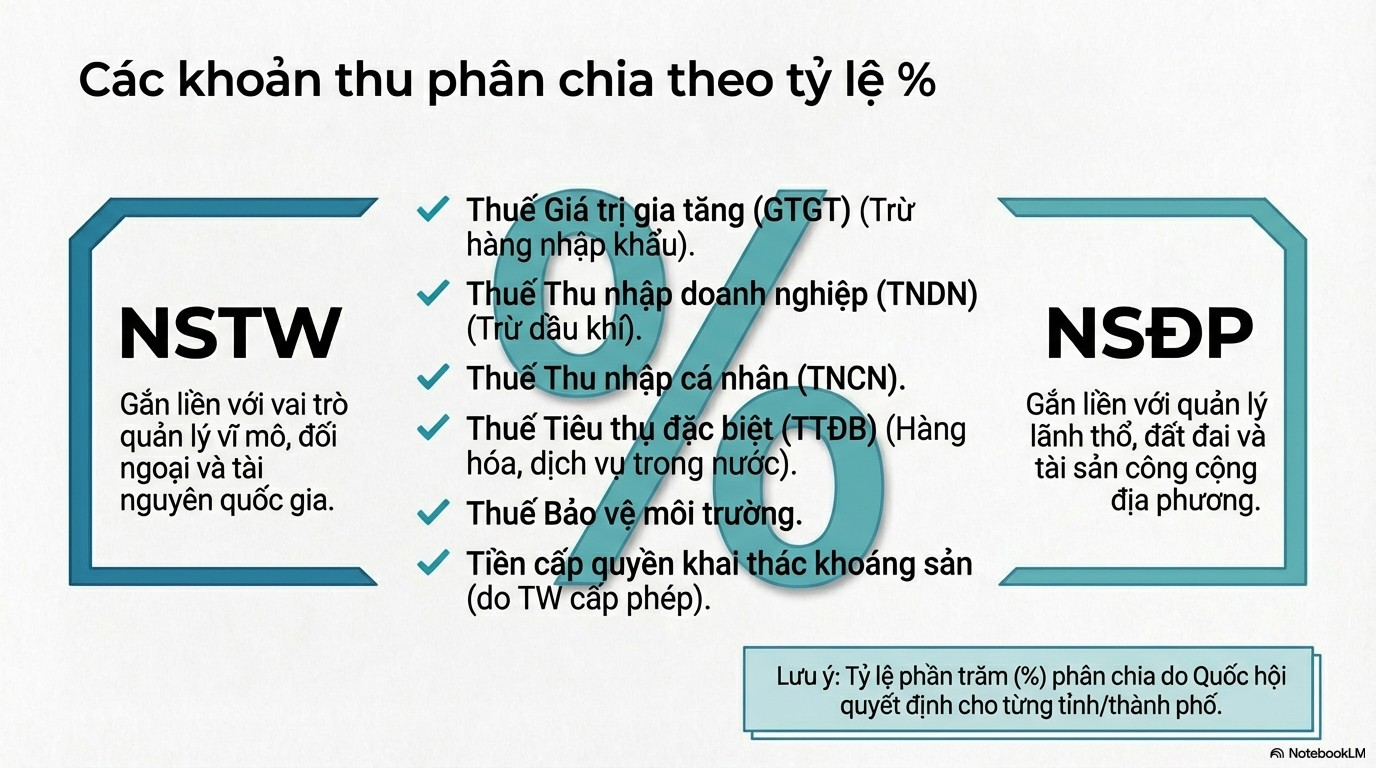 Các khoản thu phân chia theo tỷ lệ %
NSTW
Gắn liền với vai trò
quản lý vĩ mô, đối
ngoại và tài
nguyên quốc gia.
Thuế Giá trị gia tăng (GTGT) (Trừ
hàng nhập khẩu).
Thuế Thu nhập doanh nghiệp (TNDN)
(Trừ dầu khí).
Thuế Thu nhập cá nhân (TNCN).
Thuế Tiêu thụ đặc biệt (TTĐB) (Hàng
hóa, dịch vụ trong nước).
Thuế Bảo vệ môi trường.
Tiền cấp quyền khai thác khoáng sản
(do TW cấp phép).
%
NSĐP
Gắn liền với quản lý
lãnh thổ, đất đai và
tài sản công cộng
địa phương.
Lưu ý: Tỷ lệ phần trăm (%) phân chia do Quốc hội
quyết định cho từng tỉnh/thành phố.
NotebookLM